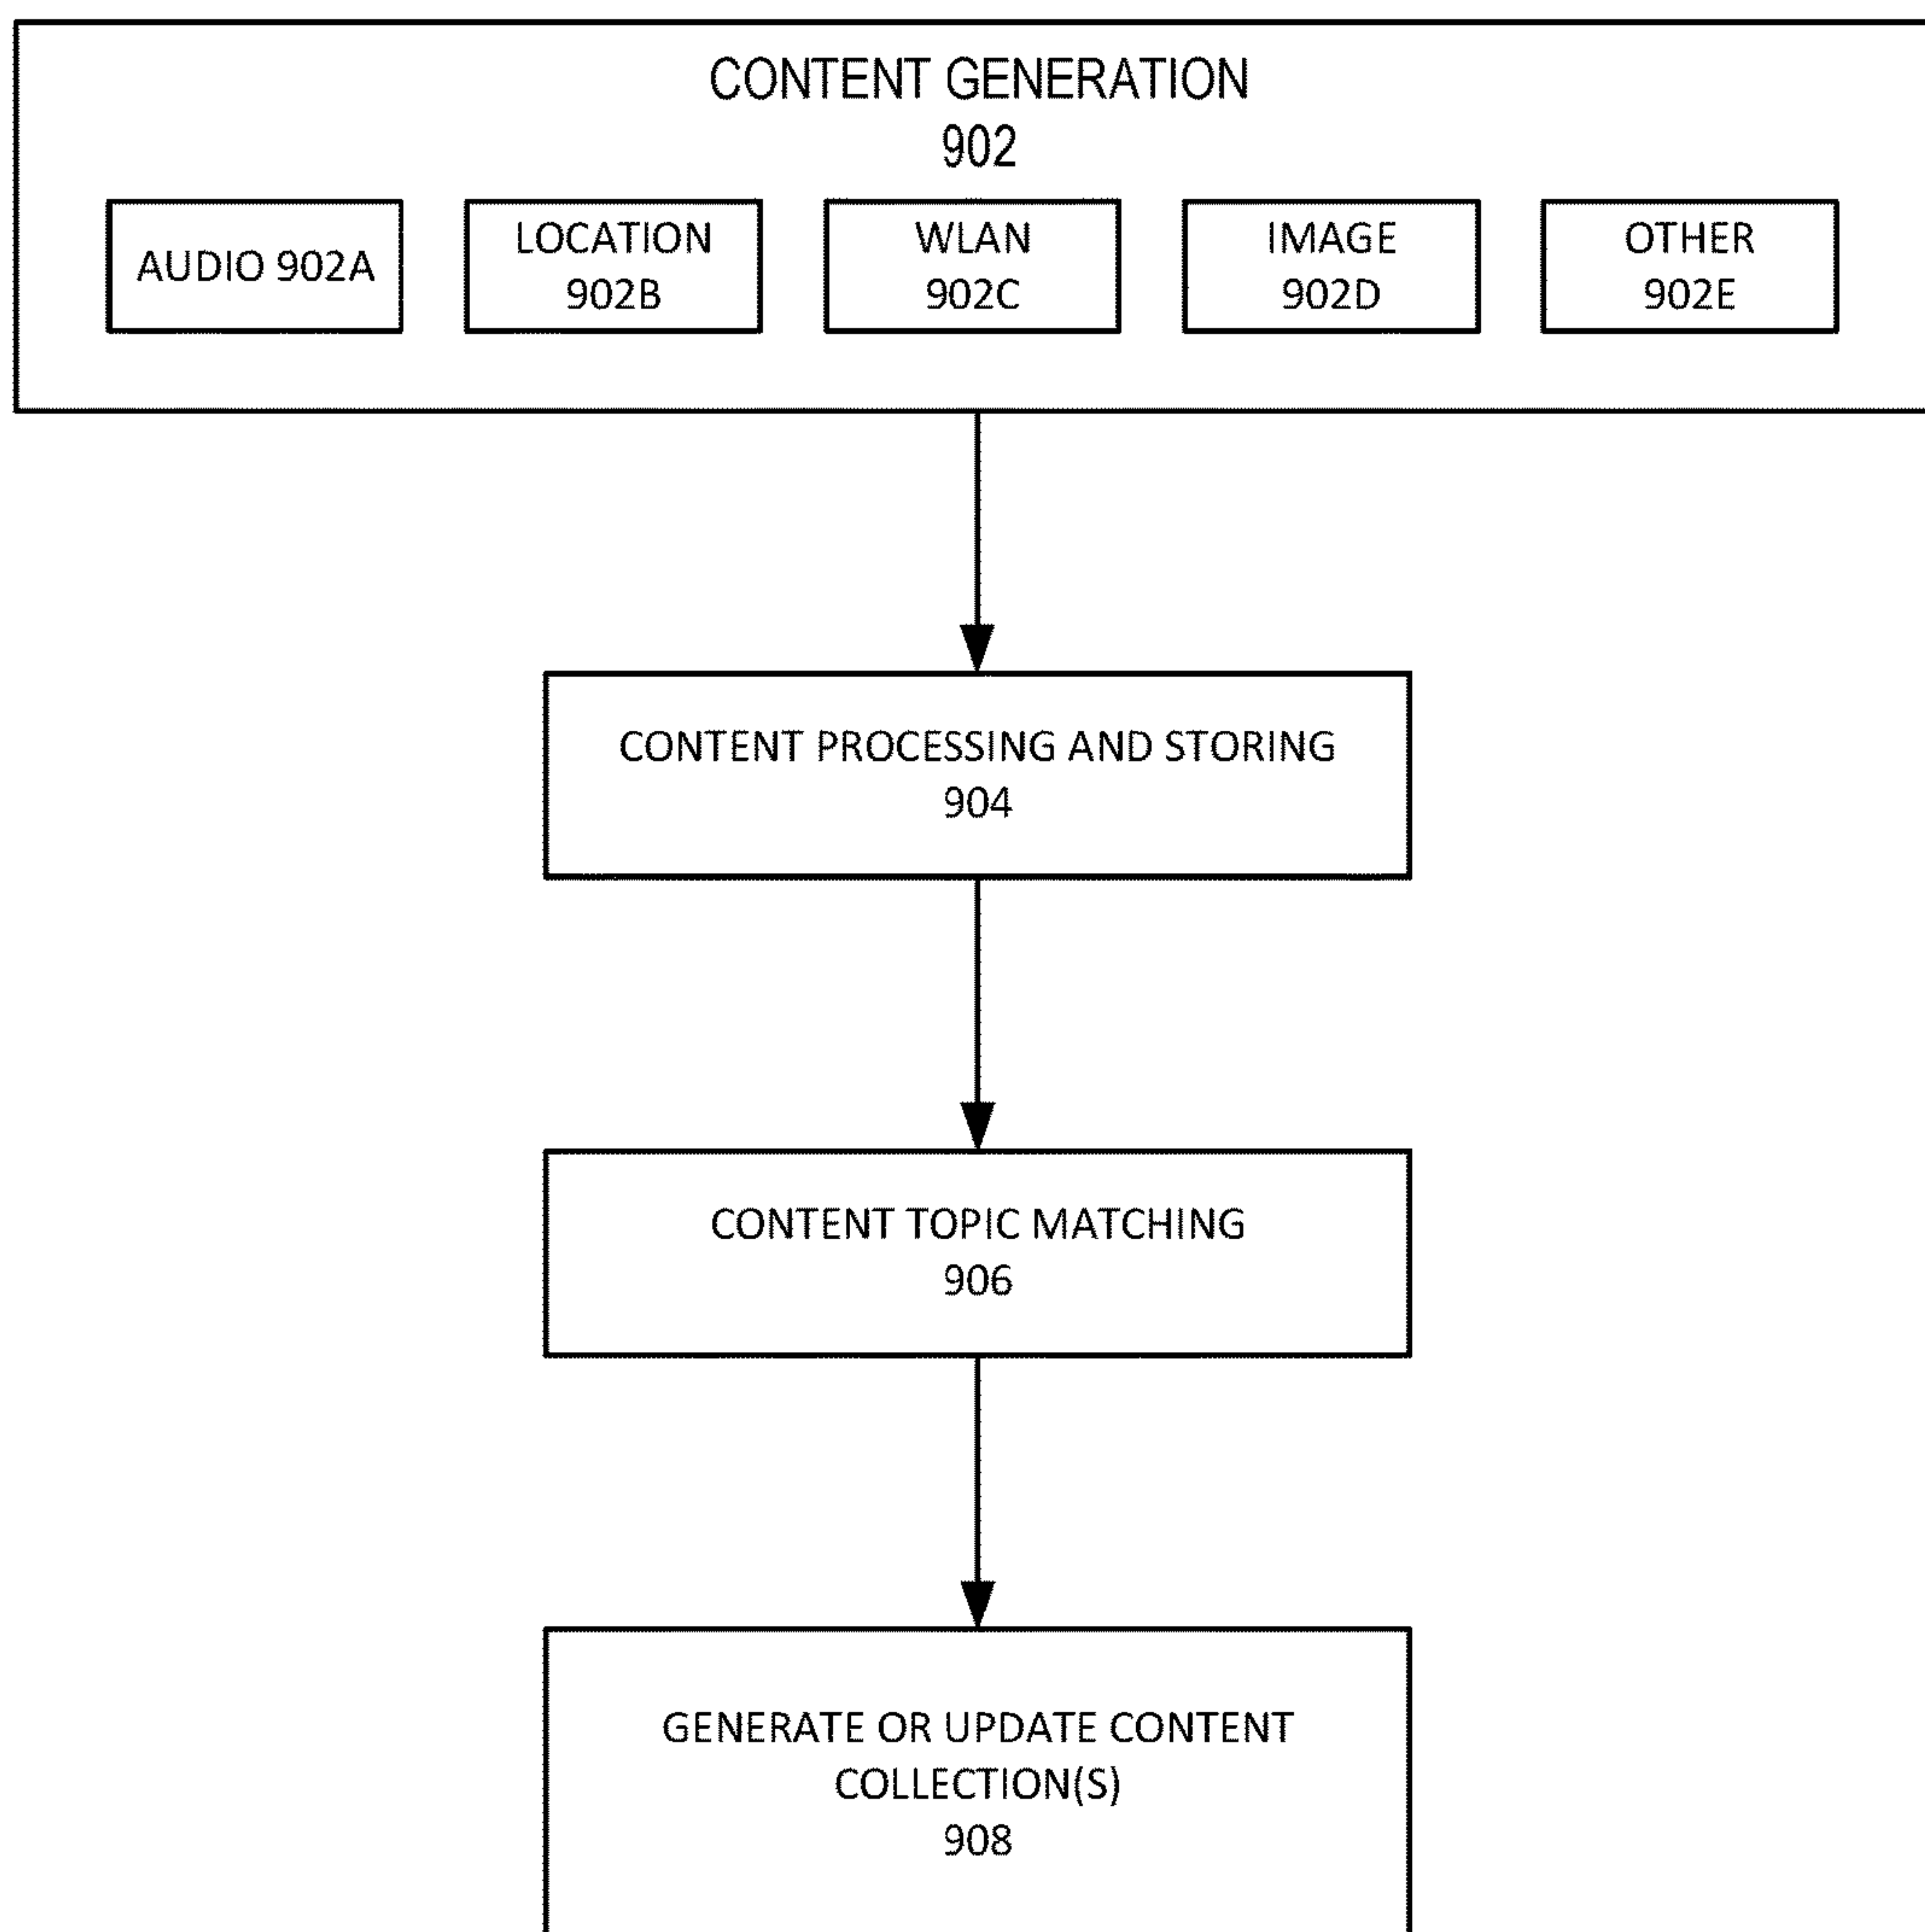 CONTENT GENERATION
902
AUDIO 902A
LOCATION
902B
WLAN
902C
IMAGE
902D
OTHER
902E
CONTENT PROCESSING AND STORING
904
CONTENT TOPIC MATCHING
906
GENERATE OR UPDATE CONTENT
COLLECTION(S)
908